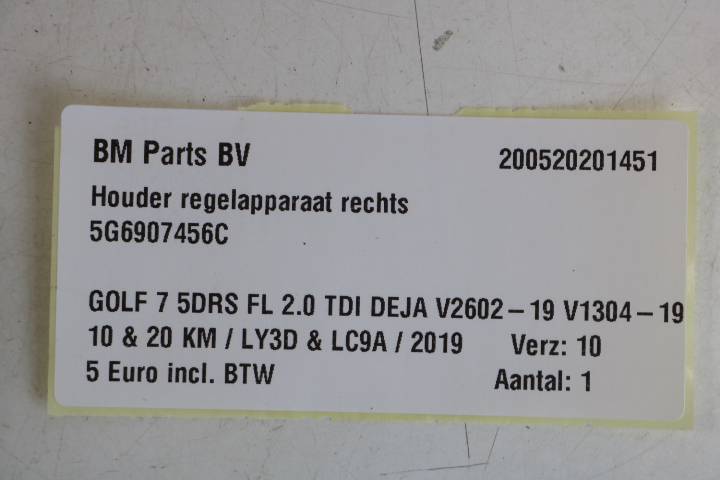 BM Parts BV 200520201451
Houder regelapparaat rechts
5G6907456C
GOLF 7 5DRS FL 2.0 TDI DEJA V2602-19 V1304-19
10 & 20 KM / LY3D & LC9A / 2019 Verz: 10
5 Euro incl. BTW Aantal: 1